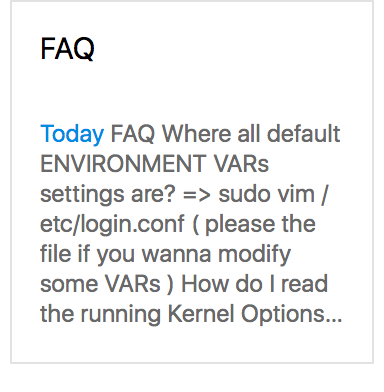 FAQ
Today FAQ Where all default
ENVIRONMENT VARs
settings are? => sudo vim /
etc/login.conf ( please the
file if you wanna modify
some VARs ) How do I read
the running Kernel Options...